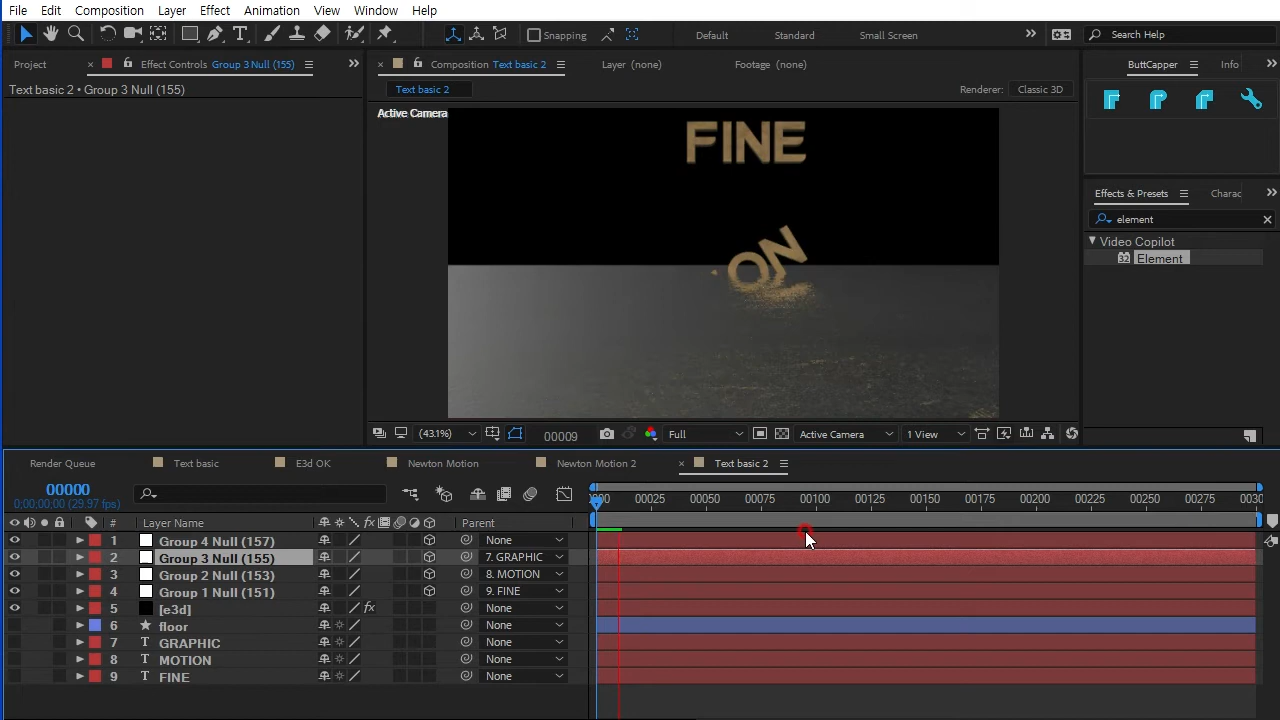 File Edit Composition Layer Effect Animation View Window Help
Snapping Default Standard Small Screen Search Help
Project Effect Controls Group 3 Null (155) Composition Text basic 2 Layer (none) Footage (none) ButtCapper Info
Text basic 2 • Group 3 Null (155) Text basic 2 Renderer: Classic 3D
Active Camera
FINE
ON
Effects & Presets Charac
element
Video Copilot
32 Element
(43.1%) 00009 Full Active Camera 1 View
Render Queue Text basic E3d OK Newton Motion Newton Motion 2 Text basic 2
00000
0;00;00;00 (29.97 fps)
000 00025 00050 00075 00100 00125 00150 00175 00200 00225 00250 00275 0030
# Layer Name fx Parent
1 Group 4 Null (157) None
2 Group 3 Null (155) 7. GRAPHIC
3 Group 2 Null (153) 8. MOTION
4 Group 1 Null (151) 9. FINE
5 [e3d] fx None
6 floor None
7 T GRAPHIC None
8 T MOTION None
9 T FINE None